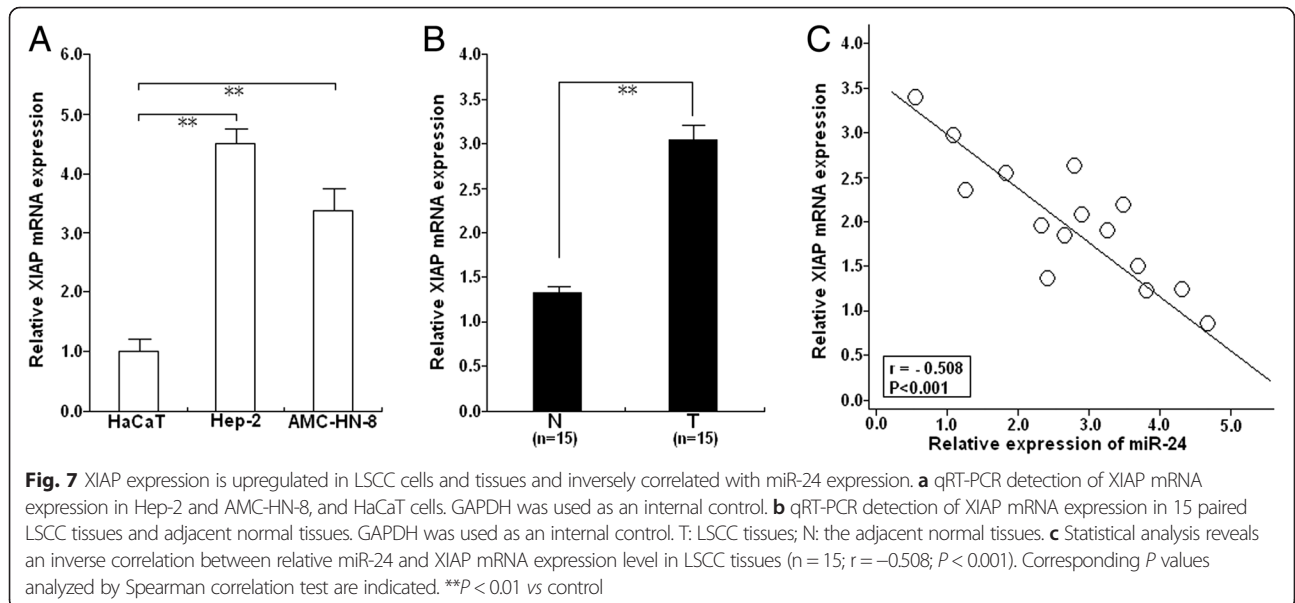 A
Relative XIAP mRNA expression
6.0
5.0
4.0
3.0
2.0
1.0
0.0
**
**
HaCaT Hep-2 AMC-HN-8
B
Relative XIAP mRNA expression
4.0
3.5
3.0
2.5
2.0
1.5
1.0
0.5
0.0
**
N T
(n=15) (n=15)
C
Relative XIAP mRNA expression
4.0
3.5
3.0
2.5
2.0
1.5
1.0
0.5
0.0
r = - 0.508
P<0.001
0.0 1.0 2.0 3.0 4.0 5.0
Relative expression of miR-24
Fig. 7 XIAP expression is upregulated in LSCC cells and tissues and inversely correlated with miR-24 expression. a qRT-PCR detection of XIAP mRNA
expression in Hep-2 and AMC-HN-8, and HaCaT cells. GAPDH was used as an internal control. b qRT-PCR detection of XIAP mRNA expression in 15 paired
LSCC tissues and adjacent normal tissues. GAPDH was used as an internal control. T: LSCC tissues; N: the adjacent normal tissues. c Statistical analysis reveals
an inverse correlation between relative miR-24 and XIAP mRNA expression level in LSCC tissues (n = 15; r = −0.508; P < 0.001). Corresponding P values
analyzed by Spearman correlation test are indicated. **P < 0.01 vs control